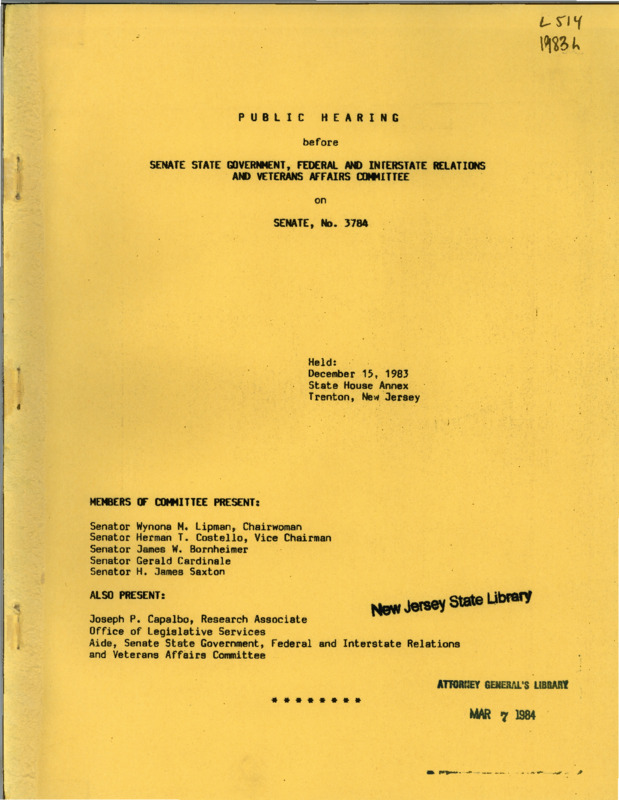 L 514
1983h
PUBLIC HEARING
before
SENATE STATE GOVERNMENT, FEDERAL AND INTERSTATE RELATIONS
AND VETERANS AFFAIRS COMMITTEE
on
SENATE, No. 3784
Held:
December 15, 1983
State House Annex
Trenton, New Jersey
MEMBERS OF COMMITTEE PRESENT:
Senator Wynona M. Lipman, Chairwoman
Senator Herman T. Costello, Vice Chairman
Senator James W. Bornheimer
Senator Gerald Cardinale
Senator H. James Saxton
ALSO PRESENT:
Joseph P. Capalbo, Research Associate
Office of Legislative Services
Aide, Senate State Government, Federal and Interstate Relations
and Veterans Affairs Committee
New Jersey State Library
ATTORNEY GENERAL'S LIBRARY
* * * * * * * *
MAR 7 1984